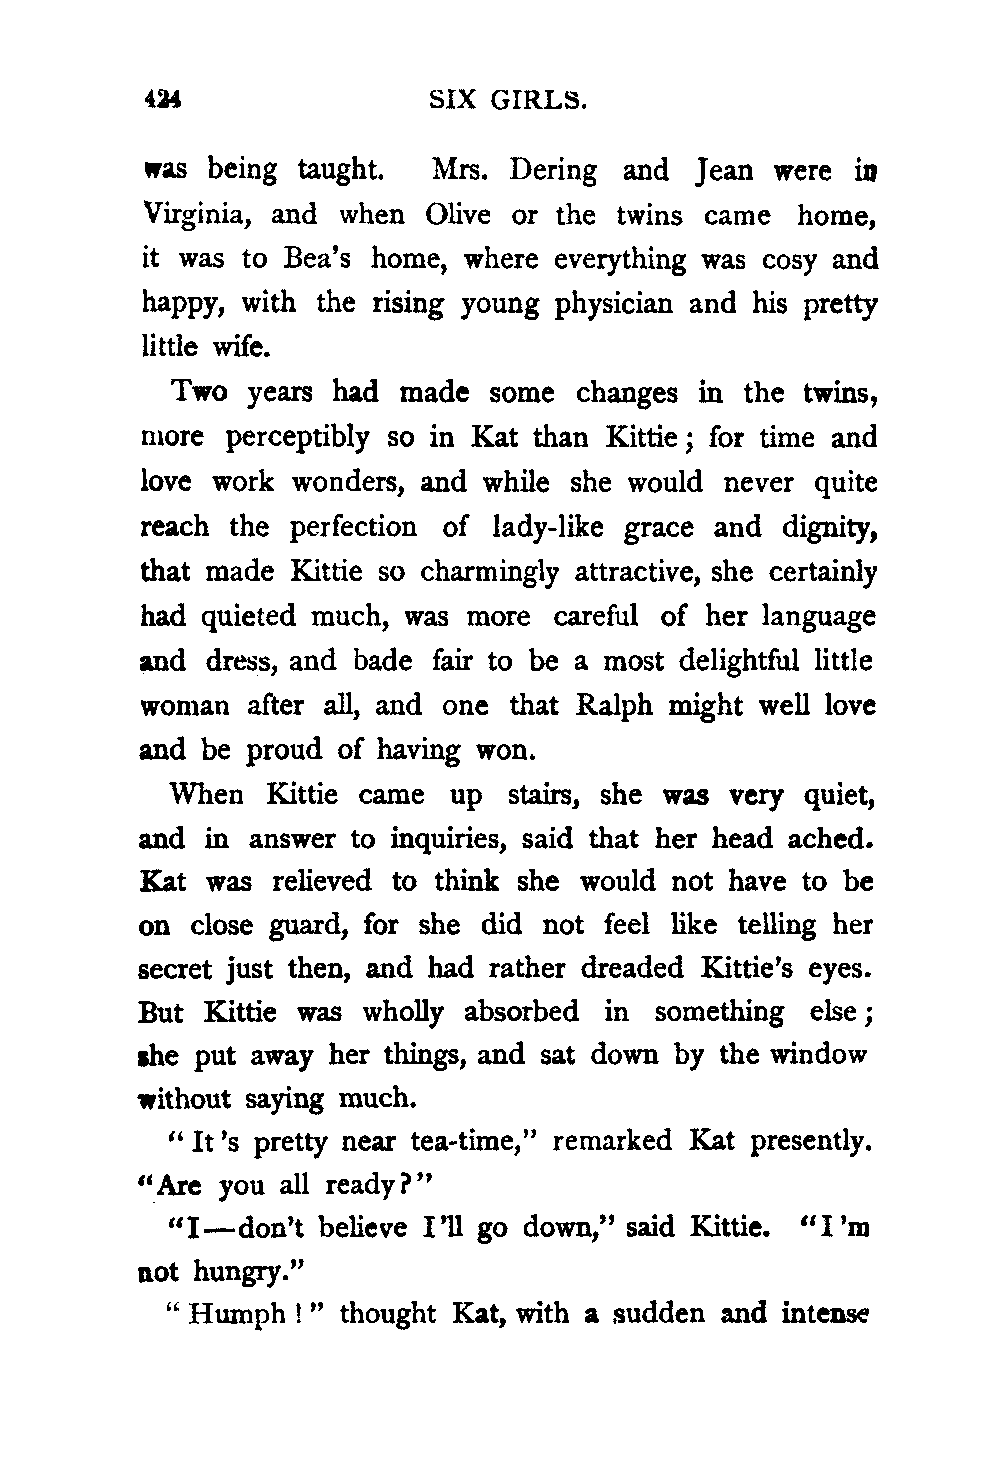 424 SIX GIRLS.
was being taught. Mrs. Dering and Jean were in
Virginia, and when Olive or the twins came home,
it was to Bea's home, where everything was cosy and
happy, with the rising young physician and his pretty
little wife.
Two years had made some changes in the twins,
more perceptibly so in Kat than Kittie; for time and
love work wonders, and while she would never quite
reach the perfection of lady-like grace and dignity,
that made Kittie so charmingly attractive, she certainly
had quieted much, was more careful of her language
and dress, and bade fair to be a most delightful little
woman after all, and one that Ralph might well love
and be proud of having won.
When Kittie came up stairs, she was very quiet,
and in answer to inquiries, said that her head ached.
Kat was relieved to think she would not have to be
on close guard, for she did not feel like telling her
secret just then, and had rather dreaded Kittie's eyes.
But Kittie was wholly absorbed in something else;
she put away her things, and sat down by the window
without saying much.
"It's pretty near tea-time," remarked Kat presently.
"Are you all ready?"
"I—don't believe I'll go down," said Kittie. "I'm
not hungry."
"Humph!" thought Kat, with a sudden and intense